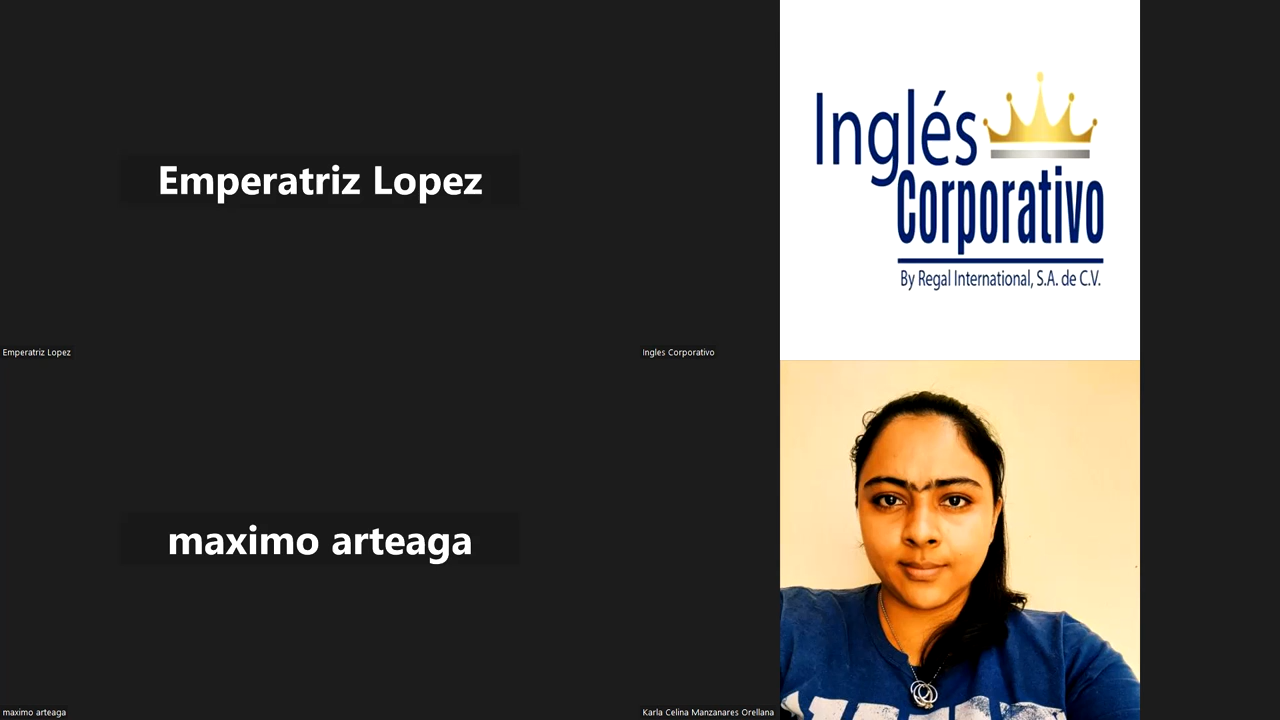 Emperatriz Lopez
Emperatriz Lopez
Inglés
Corporativo
By Regal International, S.A. de C.V.
Ingles Corporativo
maximo arteaga
maximo arteaga
Karla Celina Manzanares Orellana